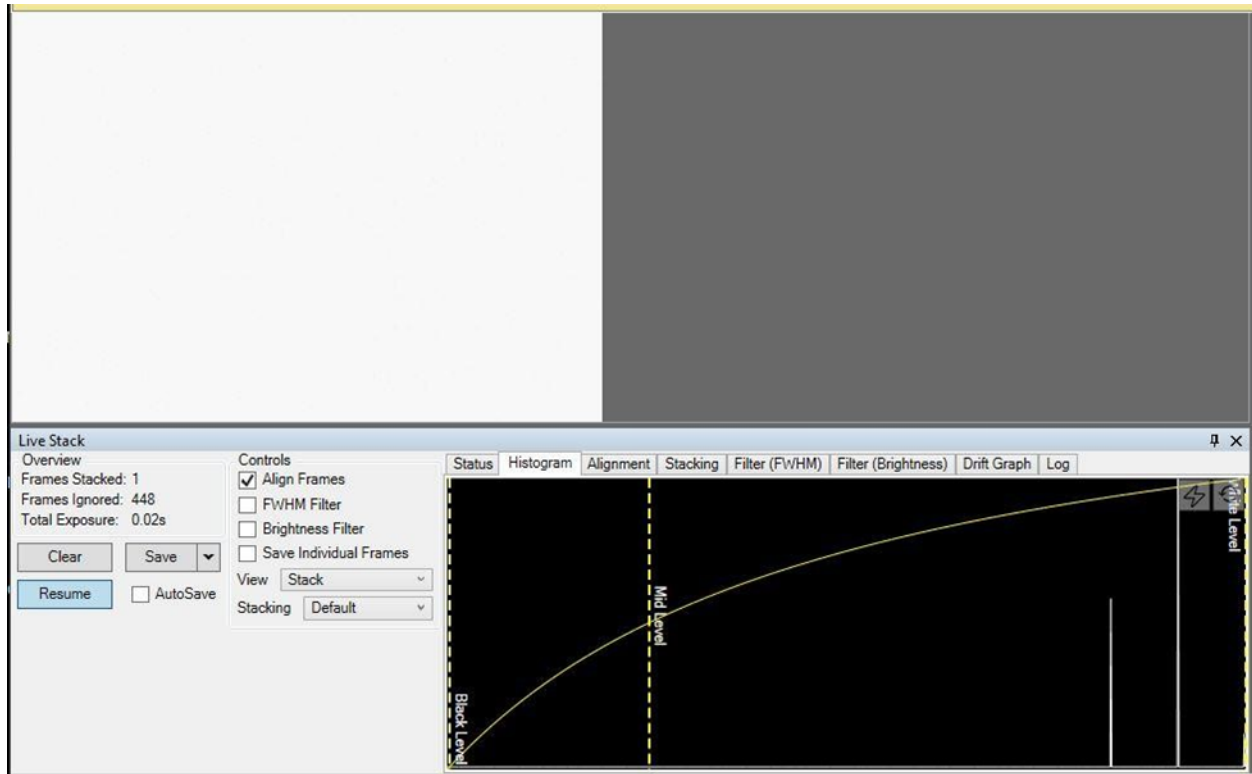 Live Stack
Overview
Frames Stacked: 1
Frames Ignored: 448
Total Exposure: 0.02s
Clear
Save
Resume
AutoSave
Controls
Align Frames
FWHM Filter
Brightness Filter
Save Individual Frames
View Stack
Stacking Default
Status Histogram Alignment Stacking Filter (FWHM) Filter (Brightness) Drift Graph Log
Black Level
Mid Level
White Level